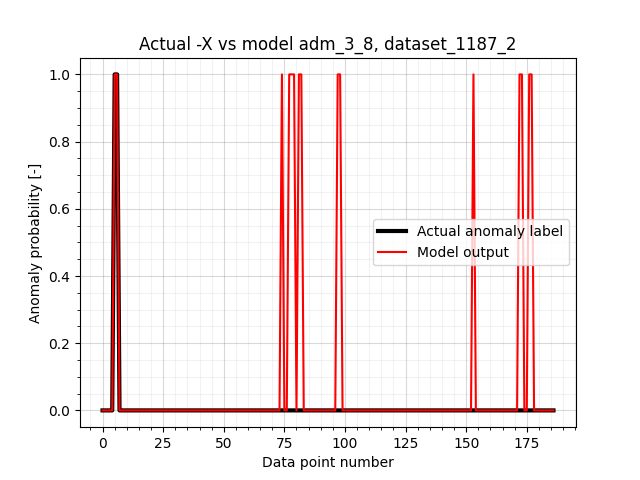 Actual -X vs model adm_3_8, dataset_1187_2
Anomaly probability [-]
1.0
0.8
0.6
0.4
0.2
0.0
Actual anomaly label
Model output
0 25 50 75 100 125 150 175
Data point number